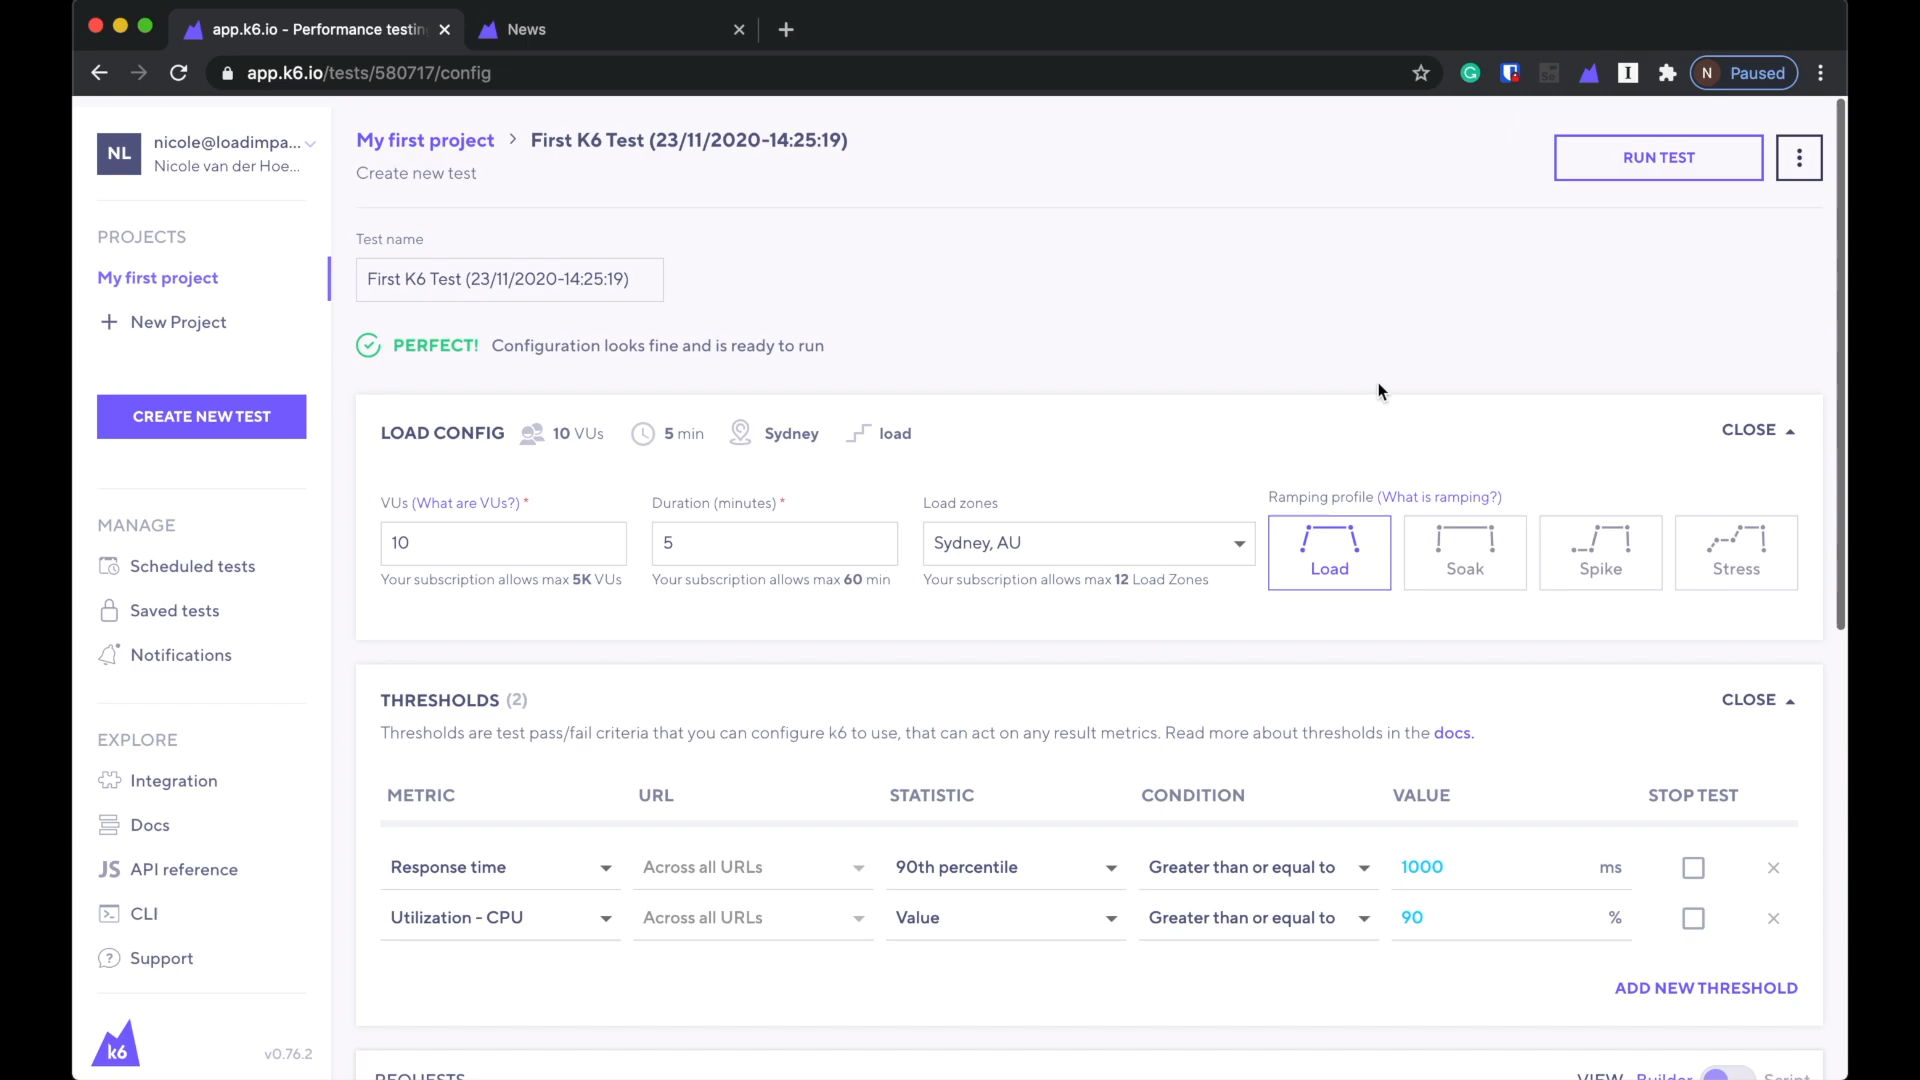 app.k6.io - Performance testin
News
app.k6.io/tests/580717/config
N Paused
NL
nicole@loadimpa...
Nicole van der Hoe...
PROJECTS
My first project
+ New Project
CREATE NEW TEST
MANAGE
Scheduled tests
Saved tests
Notifications
EXPLORE
Integration
Docs
JS API reference
CLI
Support
k6
v0.76.2
My first project > First K6 Test (23/11/2020-14:25:19)
Create new test
RUN TEST
Test name
First K6 Test (23/11/2020-14:25:19)
PERFECT! Configuration looks fine and is ready to run
LOAD CONFIG 10 VUs 5 min Sydney load
CLOSE
VUs (What are VUs?) *
10
Your subscription allows max 5K VUs
Duration (minutes) *
5
Your subscription allows max 60 min
Load zones
Sydney, AU
Your subscription allows max 12 Load Zones
Ramping profile (What is ramping?)
Load Soak Spike Stress
THRESHOLDS (2)
CLOSE
Thresholds are test pass/fail criteria that you can configure k6 to use, that can act on any result metrics. Read more about thresholds in the docs.
METRIC URL STATISTIC CONDITION VALUE STOP TEST
Response time Across all URLs 90th percentile Greater than or equal to 1000 ms
Utilization - CPU Across all URLs Value Greater than or equal to 90 %
ADD NEW THRESHOLD
REQUESTS
VIEW Builder Script